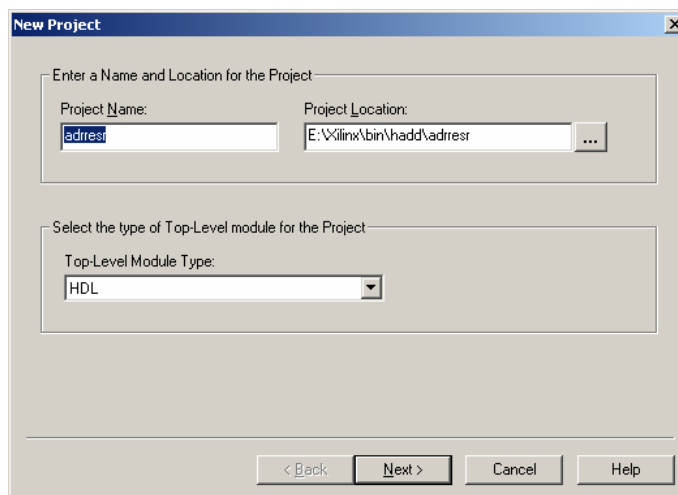 New Project
Enter a Name and Location for the Project
Project Name:
Project Location:
adrresr
E:\Xilinx\bin\hadd\adrresr
...
Select the type of Top-Level module for the Project
Top-Level Module Type:
HDL
< Back
Next >
Cancel
Help